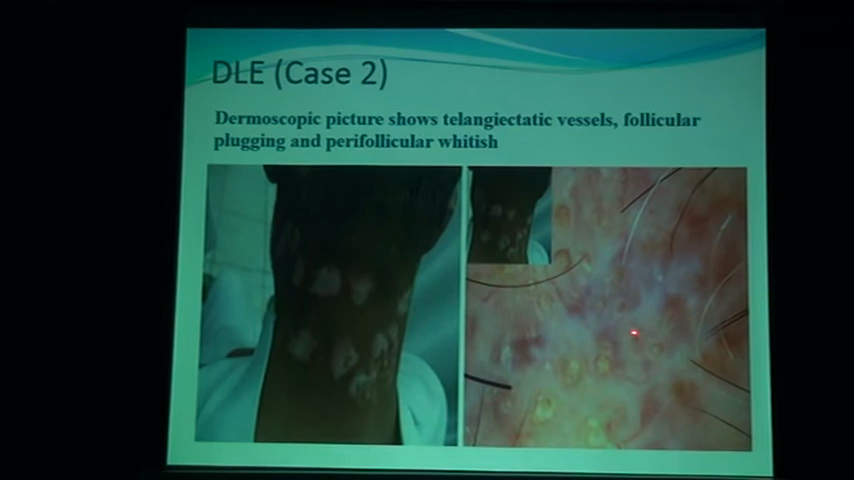 DLE (Case 2)
Dermoscopic picture shows telangiectatic vessels, follicular
plugging and perifollicular whitish